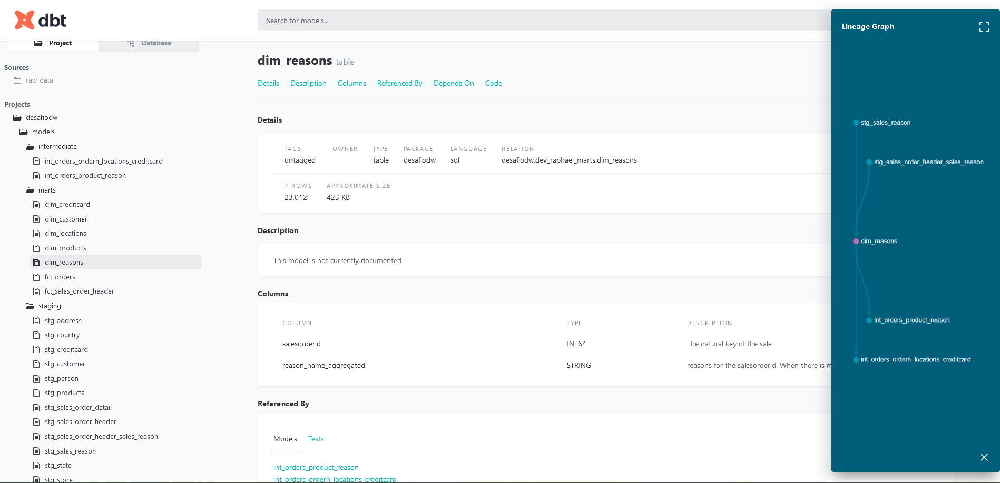 dbt
Search for models...
Project
Database
Sources
raw-data
Projects
desafiodw
models
intermediate
int_orders_orderh_locations_creditcard
int_orders_product_reason
marts
dim_creditcard
dim_customer
dim_locations
dim_products
dim_reasons
fct_orders
fct_sales_order_header
staging
stg_address
stg_country
stg_creditcard
stg_customer
stg_person
stg_products
stg_sales_order_detail
stg_sales_order_header
stg_sales_order_header_sales_reason
stg_sales_reason
stg_state
stg_store
dim_reasons table
Details Description Columns Referenced By Depends On Code
Details
TAGS OWNER TYPE PACKAGE LANGUAGE RELATION
untagged table desafiodw sql desafiodw.dev_raphael_marts.dim_reasons
# ROWS APPROXIMATE SIZE
23,012 423 KB
Description
This model is not currently documented
Columns
COLUMN TYPE DESCRIPTION
salesorderid INT64 The natural key of the sale
reason_name_aggregated STRING reasons for the salesorderid. When there is
Referenced By
Models Tests
int_orders_product_reason
int_orders_orderh_locations_creditcard
Lineage Graph
stg_sales_reason
stg_sales_order_header_sales_reason
dim_reasons
int_orders_product_reason
int_orders_orderh_locations_creditcard